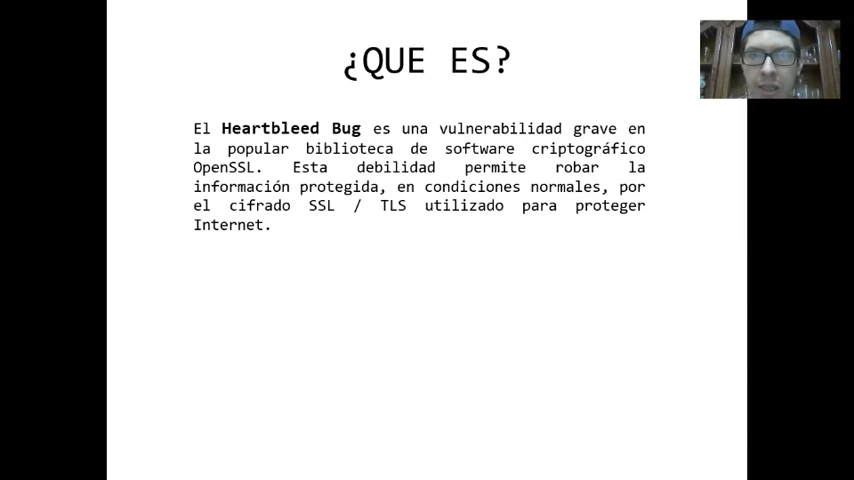 ¿QUE ES?
El Heartbleed Bug es una vulnerabilidad grave en
la popular biblioteca de software criptográfico
OpenSSL. Esta debilidad permite robar la
información protegida, en condiciones normales, por
el cifrado SSL / TLS utilizado para proteger
Internet.